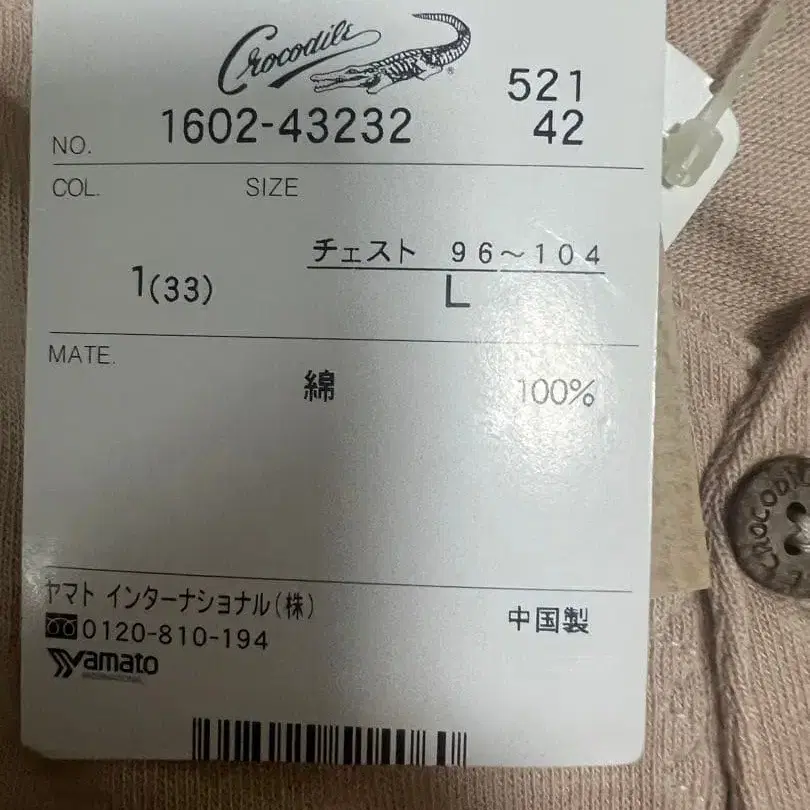 Crocodile ®
521
NO. 1602-43232 42
COL. SIZE
チェスト 96~104
1(33) L
MATE.
綿 100%
ヤマト インターナショナル(株)
0120-810-194
中国製
Yamato
INTERNATIONAL
CROCODI